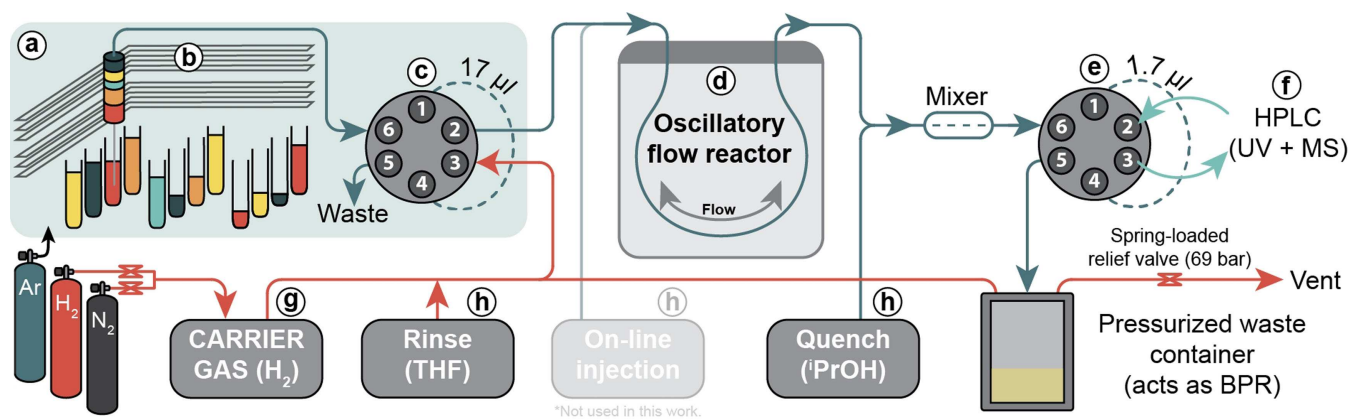 a
b
c
17 µl
1
2
3
4
5
6
Waste
d
Oscillatory
flow reactor
Flow
Mixer
e
1.7 µl
1
2
3
4
5
6
f
HPLC
(UV + MS)
Ar
H₂
N₂
g
CARRIER
GAS (H₂)
h
Rinse
(THF)
h
On-line
injection
*Not used in this work.
h
Quench
(ⁱPrOH)
Spring-loaded
relief valve (69 bar)
Vent
Pressurized waste
container
(acts as BPR)